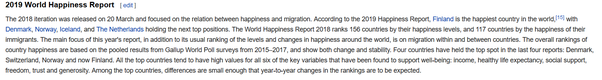 2019 World Happiness Report [ edit ]
The 2018 iteration was released on 20 March and focused on the relation between happiness and migration. According to the 2019 Happiness Report, Finland is the happiest country in the world,[15] with
Denmark, Norway, Iceland, and The Netherlands holding the next top positions. The World Happiness Report 2018 ranks 156 countries by their happiness levels, and 117 countries by the happiness of their
immigrants. The main focus of this year's report, in addition to its usual ranking of the levels and changes in happiness around the world, is on migration within and between countries. The overall rankings of
country happiness are based on the pooled results from Gallup World Poll surveys from 2015–2017, and show both change and stability. Four countries have held the top spot in the last four reports: Denmark,
Switzerland, Norway and now Finland. All the top countries tend to have high values for all six of the key variables that have been found to support well-being: income, healthy life expectancy, social support,
freedom, trust and generosity. Among the top countries, differences are small enough that year-to-year changes in the rankings are to be expected.